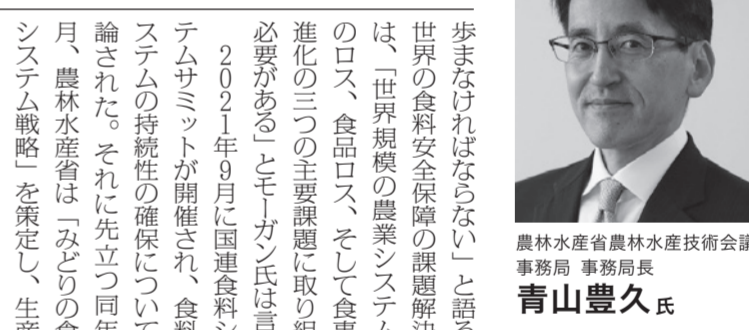 歩まなければならない」と語る
世界の食料安全保障の課題解決
は、「世界規模の農業システム
のロス、食品ロス、そして食事
進化の三つの主要課題に取り組
必要がある」とモーガン氏は言
2021年9月に国連食料シ
テムサミットが開催され、食料
ステムの持続性の確保について
論された。それに先立つ同年
月、農林水産省は「みどりの食
システム戦略」を策定し、生産
農林水産省農林水産技術会議
事務局 事務局長
青山豊久氏